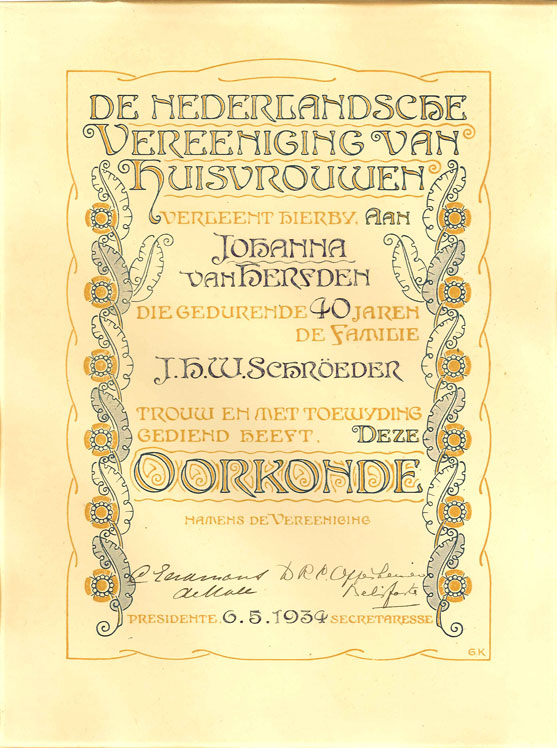 DE NEDERLANDSCHE
VEREENIGING VAN
HUISVROUWEN
VERLEENT HIERBY, AAN
JOHANNA
VAN HERFDEN
DIE GEDURENDE 40 JAREN
DE FAMILIE
J.H.W. SCHRÖEDER
TROUW EN MET TOEWYDING
GEDIEND HEEFT, DEZE
OORKONDE
NAMENS DE VEREENIGING
PRESIDENTE, 6.5.1934 SECRETARESSE
G.K